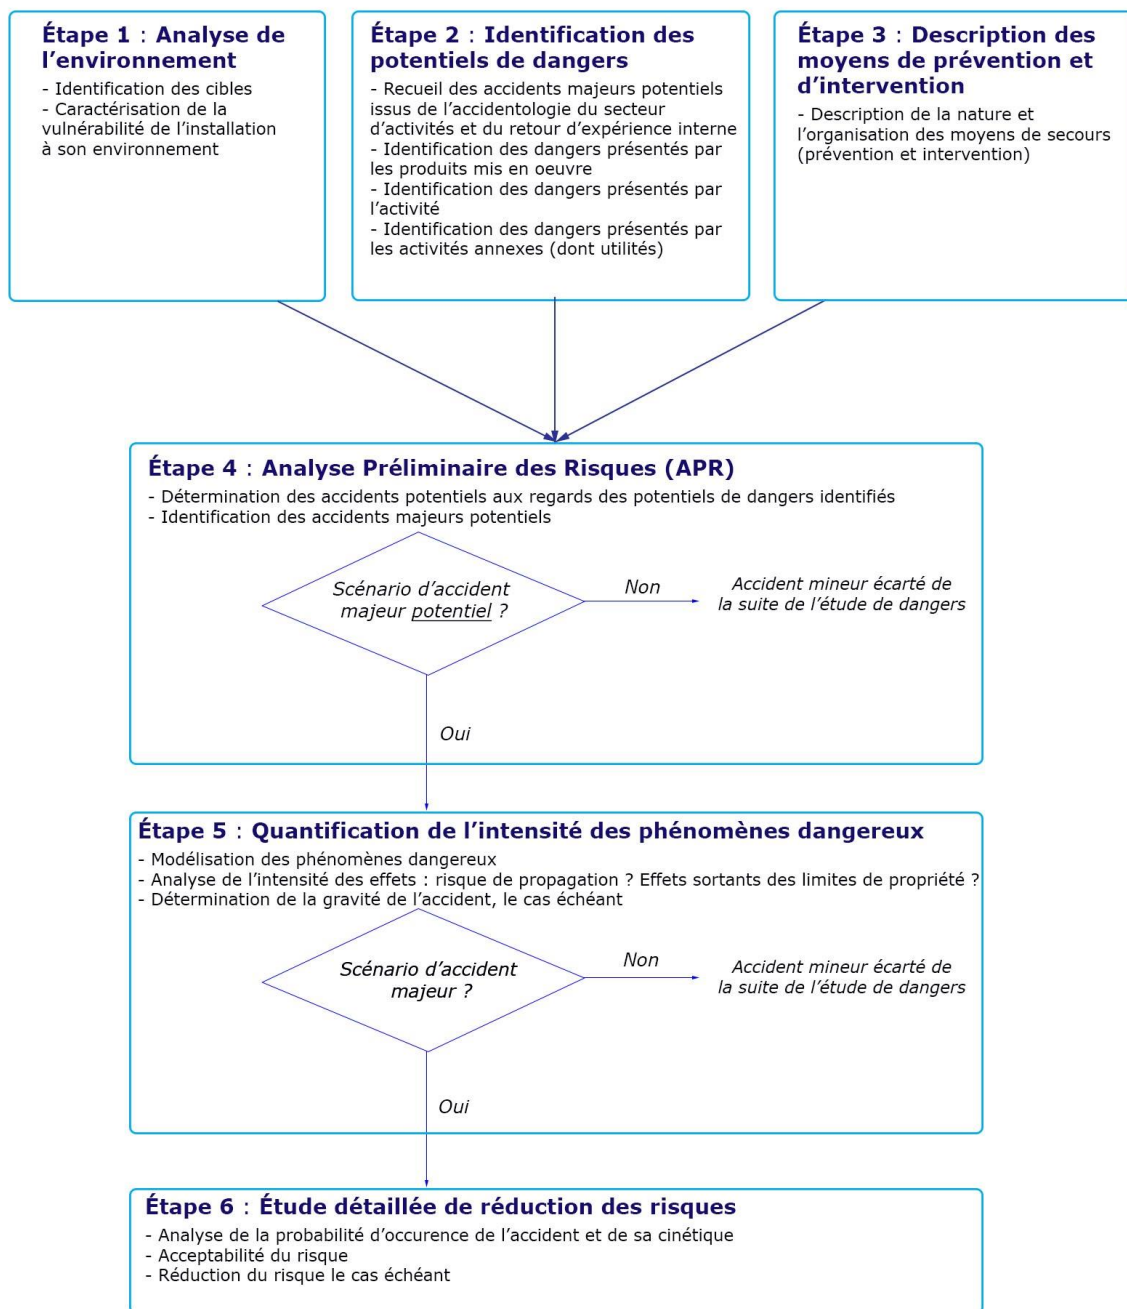 Étape 1 : Analyse de
l’environnement
- Identification des cibles
- Caractérisation de la
vulnérabilité de l’installation
à son environnement
Étape 2 : Identification des
potentiels de dangers
- Recueil des accidents majeurs potentiels
issus de l’accidentologie du secteur
d’activités et du retour d’expérience interne
- Identification des dangers présentés par
les produits mis en oeuvre
- Identification des dangers présentés par
l’activité
- Identification des dangers présentés par
les activités annexes (dont utilités)
Étape 3 : Description des
moyens de prévention et
d’intervention
- Description de la nature et
l’organisation des moyens de secours
(prévention et intervention)
Étape 4 : Analyse Préliminaire des Risques (APR)
- Détermination des accidents potentiels aux regards des potentiels de dangers identifiés
- Identification des accidents majeurs potentiels
Scénario d’accident
majeur potentiel ?
Non
Accident mineur écarté de
la suite de l’étude de dangers
Oui
Étape 5 : Quantification de l’intensité des phénomènes dangereux
- Modélisation des phénomènes dangereux
- Analyse de l’intensité des effets : risque de propagation ? Effets sortants des limites de propriété ?
- Détermination de la gravité de l’accident, le cas échéant
Scénario d’accident
majeur ?
Non
Accident mineur écarté de
la suite de l’étude de dangers
Oui
Étape 6 : Étude détaillée de réduction des risques
- Analyse de la probabilité d’occurence de l’accident et de sa cinétique
- Acceptabilité du risque
- Réduction du risque le cas échéant